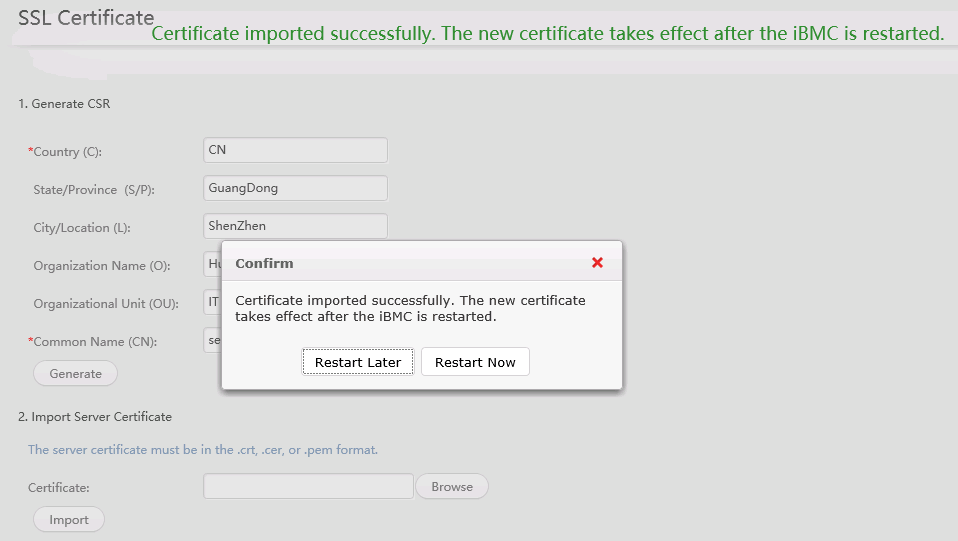 SSL Certificate
Certificate imported successfully. The new certificate takes effect after the iBMC is restarted.
1. Generate CSR
*Country (C):
CN
State/Province (S/P):
GuangDong
City/Location (L):
ShenZhen
Organization Name (O):
Organizational Unit (OU):
IT
*Common Name (CN):
Generate
Confirm
Certificate imported successfully. The new certificate
takes effect after the iBMC is restarted.
Restart Later
Restart Now
2. Import Server Certificate
The server certificate must be in the .crt, .cer, or .pem format.
Certificate:
Browse
Import